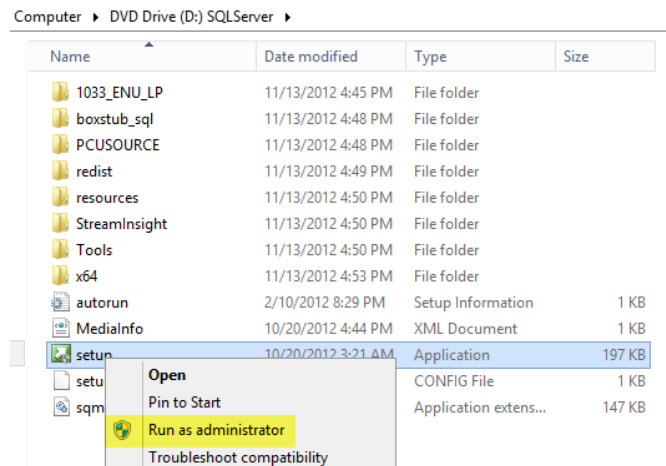 Computer ▸ DVD Drive (D:) SQLServer ▸
Name Date modified Type Size
1033_ENU_LP 11/13/2012 4:45 PM File folder
boxstub_sql 11/13/2012 4:48 PM File folder
PCUSOURCE 11/13/2012 4:48 PM File folder
redist 11/13/2012 4:49 PM File folder
resources 11/13/2012 4:50 PM File folder
StreamInsight 11/13/2012 4:50 PM File folder
Tools 11/13/2012 4:50 PM File folder
x64 11/13/2012 4:53 PM File folder
autorun 2/10/2012 8:29 PM Setup Information 1 KB
MediaInfo 10/20/2012 4:44 PM XML Document 1 KB
setup 10/20/2012 3:21 AM Application 197 KB
setu CONFIG File 1 KB
sqm Application extens... 147 KB
Open
Pin to Start
Run as administrator
Troubleshoot compatibility